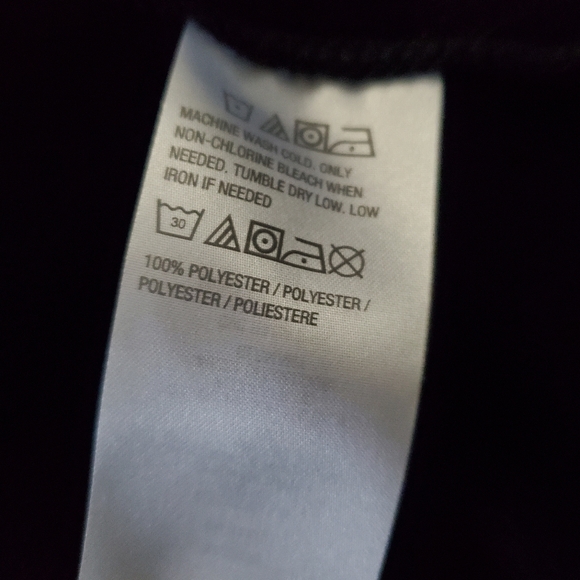 MACHINE WASH COLD. ONLY
NON-CHLORINE BLEACH WHEN
NEEDED. TUMBLE DRY LOW. LOW
IRON IF NEEDED
30
100% POLYESTER / POLYESTER /
POLYESTER / POLIESTERE